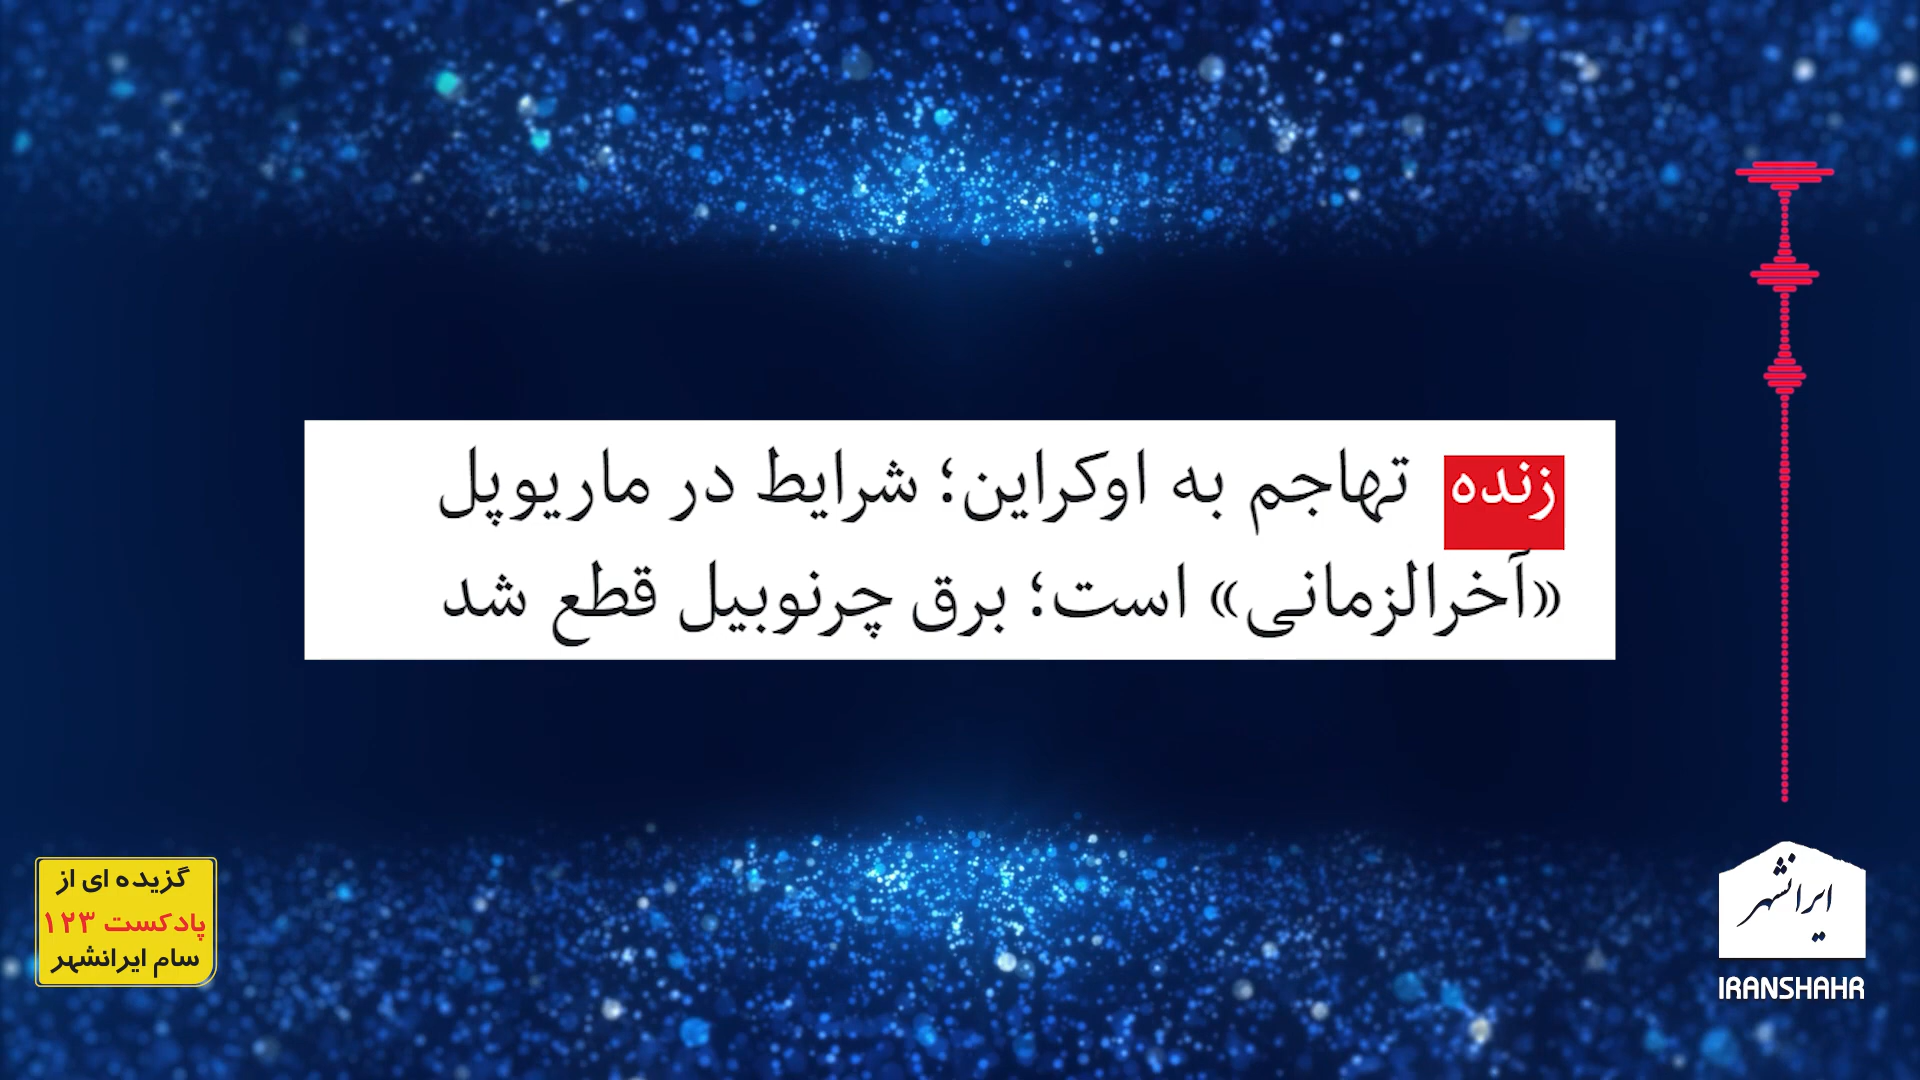 زنده تهاجم به اوکراین؛ شرایط در ماریوپل
«آخرالزمانی» است؛ برق چرنوبیل قطع شد
گزیده ای از
پادکست ۱۲۳
سام ایرانشهر
ایرانشهر
IRANSHAHR